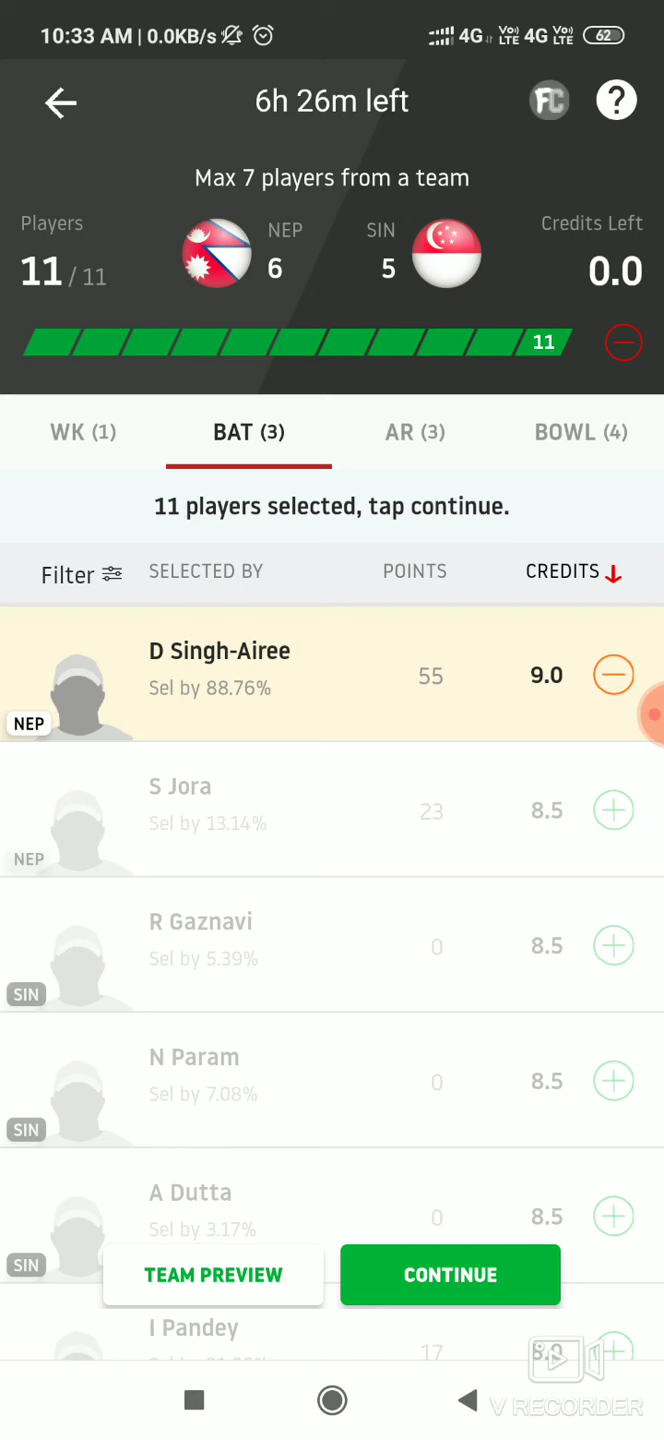 10:33 AM | 0.0KB/s 4G VoLTE 4G VoLTE 62
6h 26m left FC ?
Max 7 players from a team
Players NEP SIN Credits Left
11 / 11 6 5 0.0
11
WK (1) BAT (3) AR (3) BOWL (4)
11 players selected, tap continue.
Filter SELECTED BY POINTS CREDITS
D Singh-Airee
Sel by 88.76% 55 9.0
NEP
S Jora
Sel by 13.14% 23 8.5
NEP
R Gaznavi
Sel by 5.39% 0 8.5
SIN
N Param
Sel by 7.08% 0 8.5
SIN
A Dutta
Sel by 3.17% 0 8.5
SIN
TEAM PREVIEW CONTINUE
I Pandey
17 8.0
V RECORDER